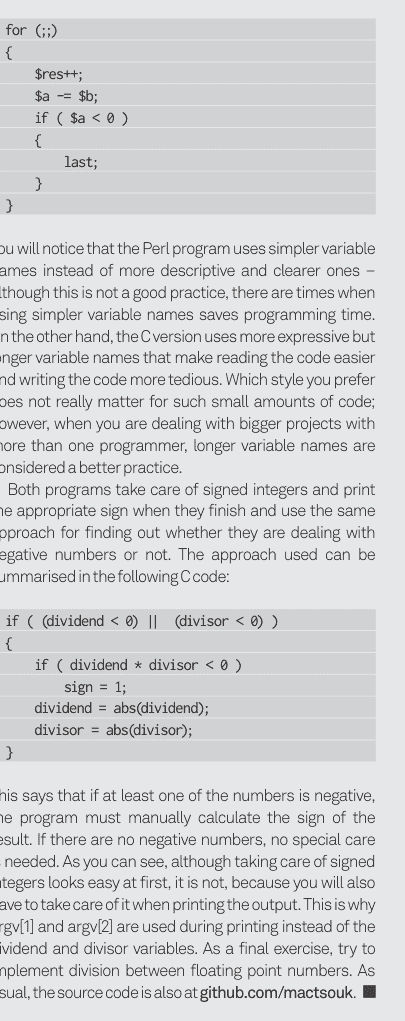 for (;;)
{
$res++;
$a -= $b;
if ( $a < 0 )
{
last;
}
}
ou will notice that the Perl program uses simpler variable
ames instead of more descriptive and clearer ones –
lthough this is not a good practice, there are times when
sing simpler variable names saves programming time.
n the other hand, the C version uses more expressive but
onger variable names that make reading the code easier
nd writing the code more tedious. Which style you prefer
oes not really matter for such small amounts of code;
owever, when you are dealing with bigger projects with
nore than one programmer, longer variable names are
onsidered a better practice.
Both programs take care of signed integers and print
he appropriate sign when they finish and use the same
pproach for finding out whether they are dealing with
egative numbers or not. The approach used can be
ummarised in the following C code:
if ( (dividend < 0) || (divisor < 0) )
{
if ( dividend * divisor < 0 )
sign = 1;
dividend = abs(dividend);
divisor = abs(divisor);
}
his says that if at least one of the numbers is negative,
he program must manually calculate the sign of the
esult. If there are no negative numbers, no special care
s needed. As you can see, although taking care of signed
ntegers looks easy at first, it is not, because you will also
ave to take care of it when printing the output. This is why
rgv[1] and argv[2] are used during printing instead of the
ividend and divisor variables. As a final exercise, try to
mplement division between floating point numbers. As
sual, the source code is also at github.com/mactsouk.